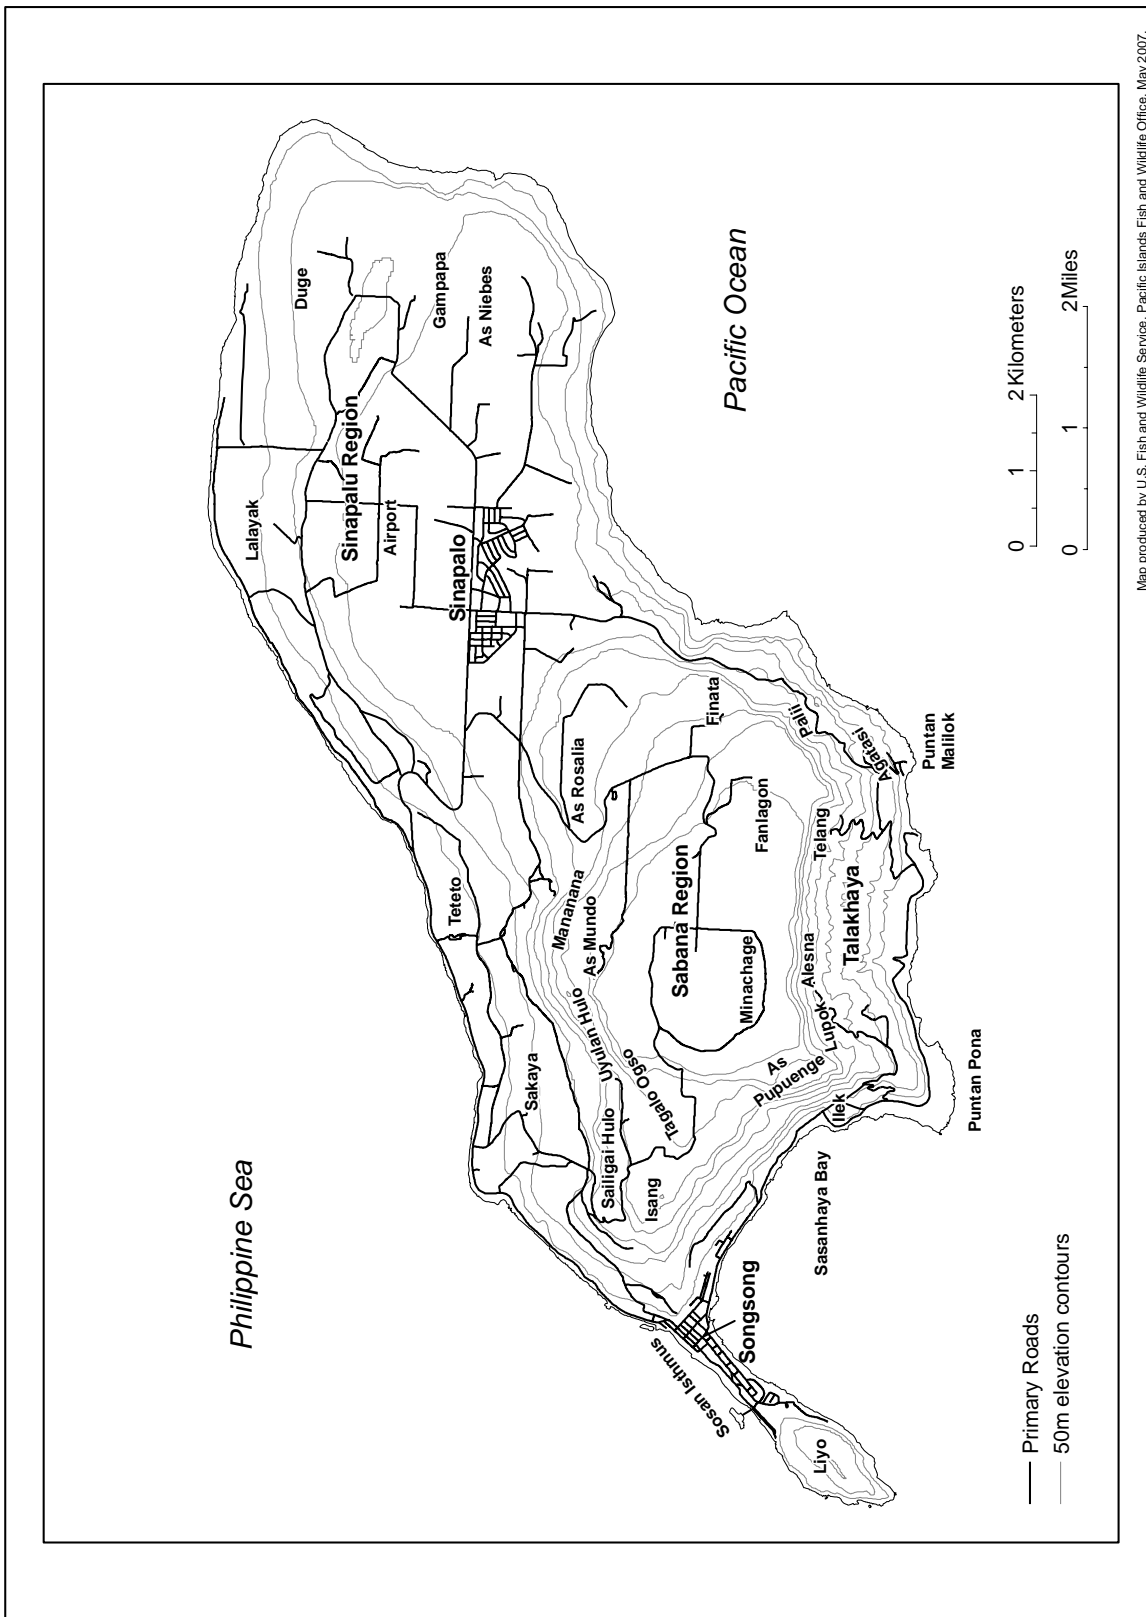 Philippine Sea
Pacific Ocean
Duge
Gampapa
As Niebes
Lalayak
Sinapalu Region
Airport
Sinapalo
Teteto
Sakaya
As Rosalia
Finata
Palii
Agatasi
Puntan
Malilok
Mananana
As Mundo
Fanlagon
Telang
Sabana Region
Talakhaya
Uyulan Hulo
Minachage
Alesna
Lupok
Tagalo Ogso
As
Pupuenge
Sailigai Hulo
Isang
Ilek
Puntan Pona
Sasanhaya Bay
Songsong
Sosan Isthmus
Liyo
Primary Roads
50m elevation contours
0 1 2 Kilometers
0 1 2 Miles
Map produced by U.S. Fish and Wildlife Service, Pacific Islands Fish and Wildlife Office, May 2007.